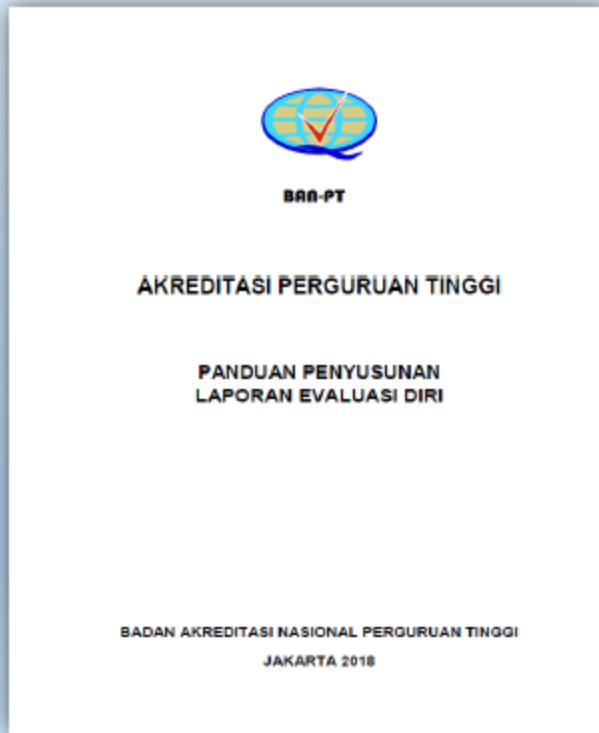 BAN-PT
AKREDITASI PERGURUAN TINGGI
PANDUAN PENYUSUNAN
LAPORAN EVALUASI DIRI
BADAN AKREDITASI NASIONAL PERGURUAN TINGGI
JAKARTA 2018